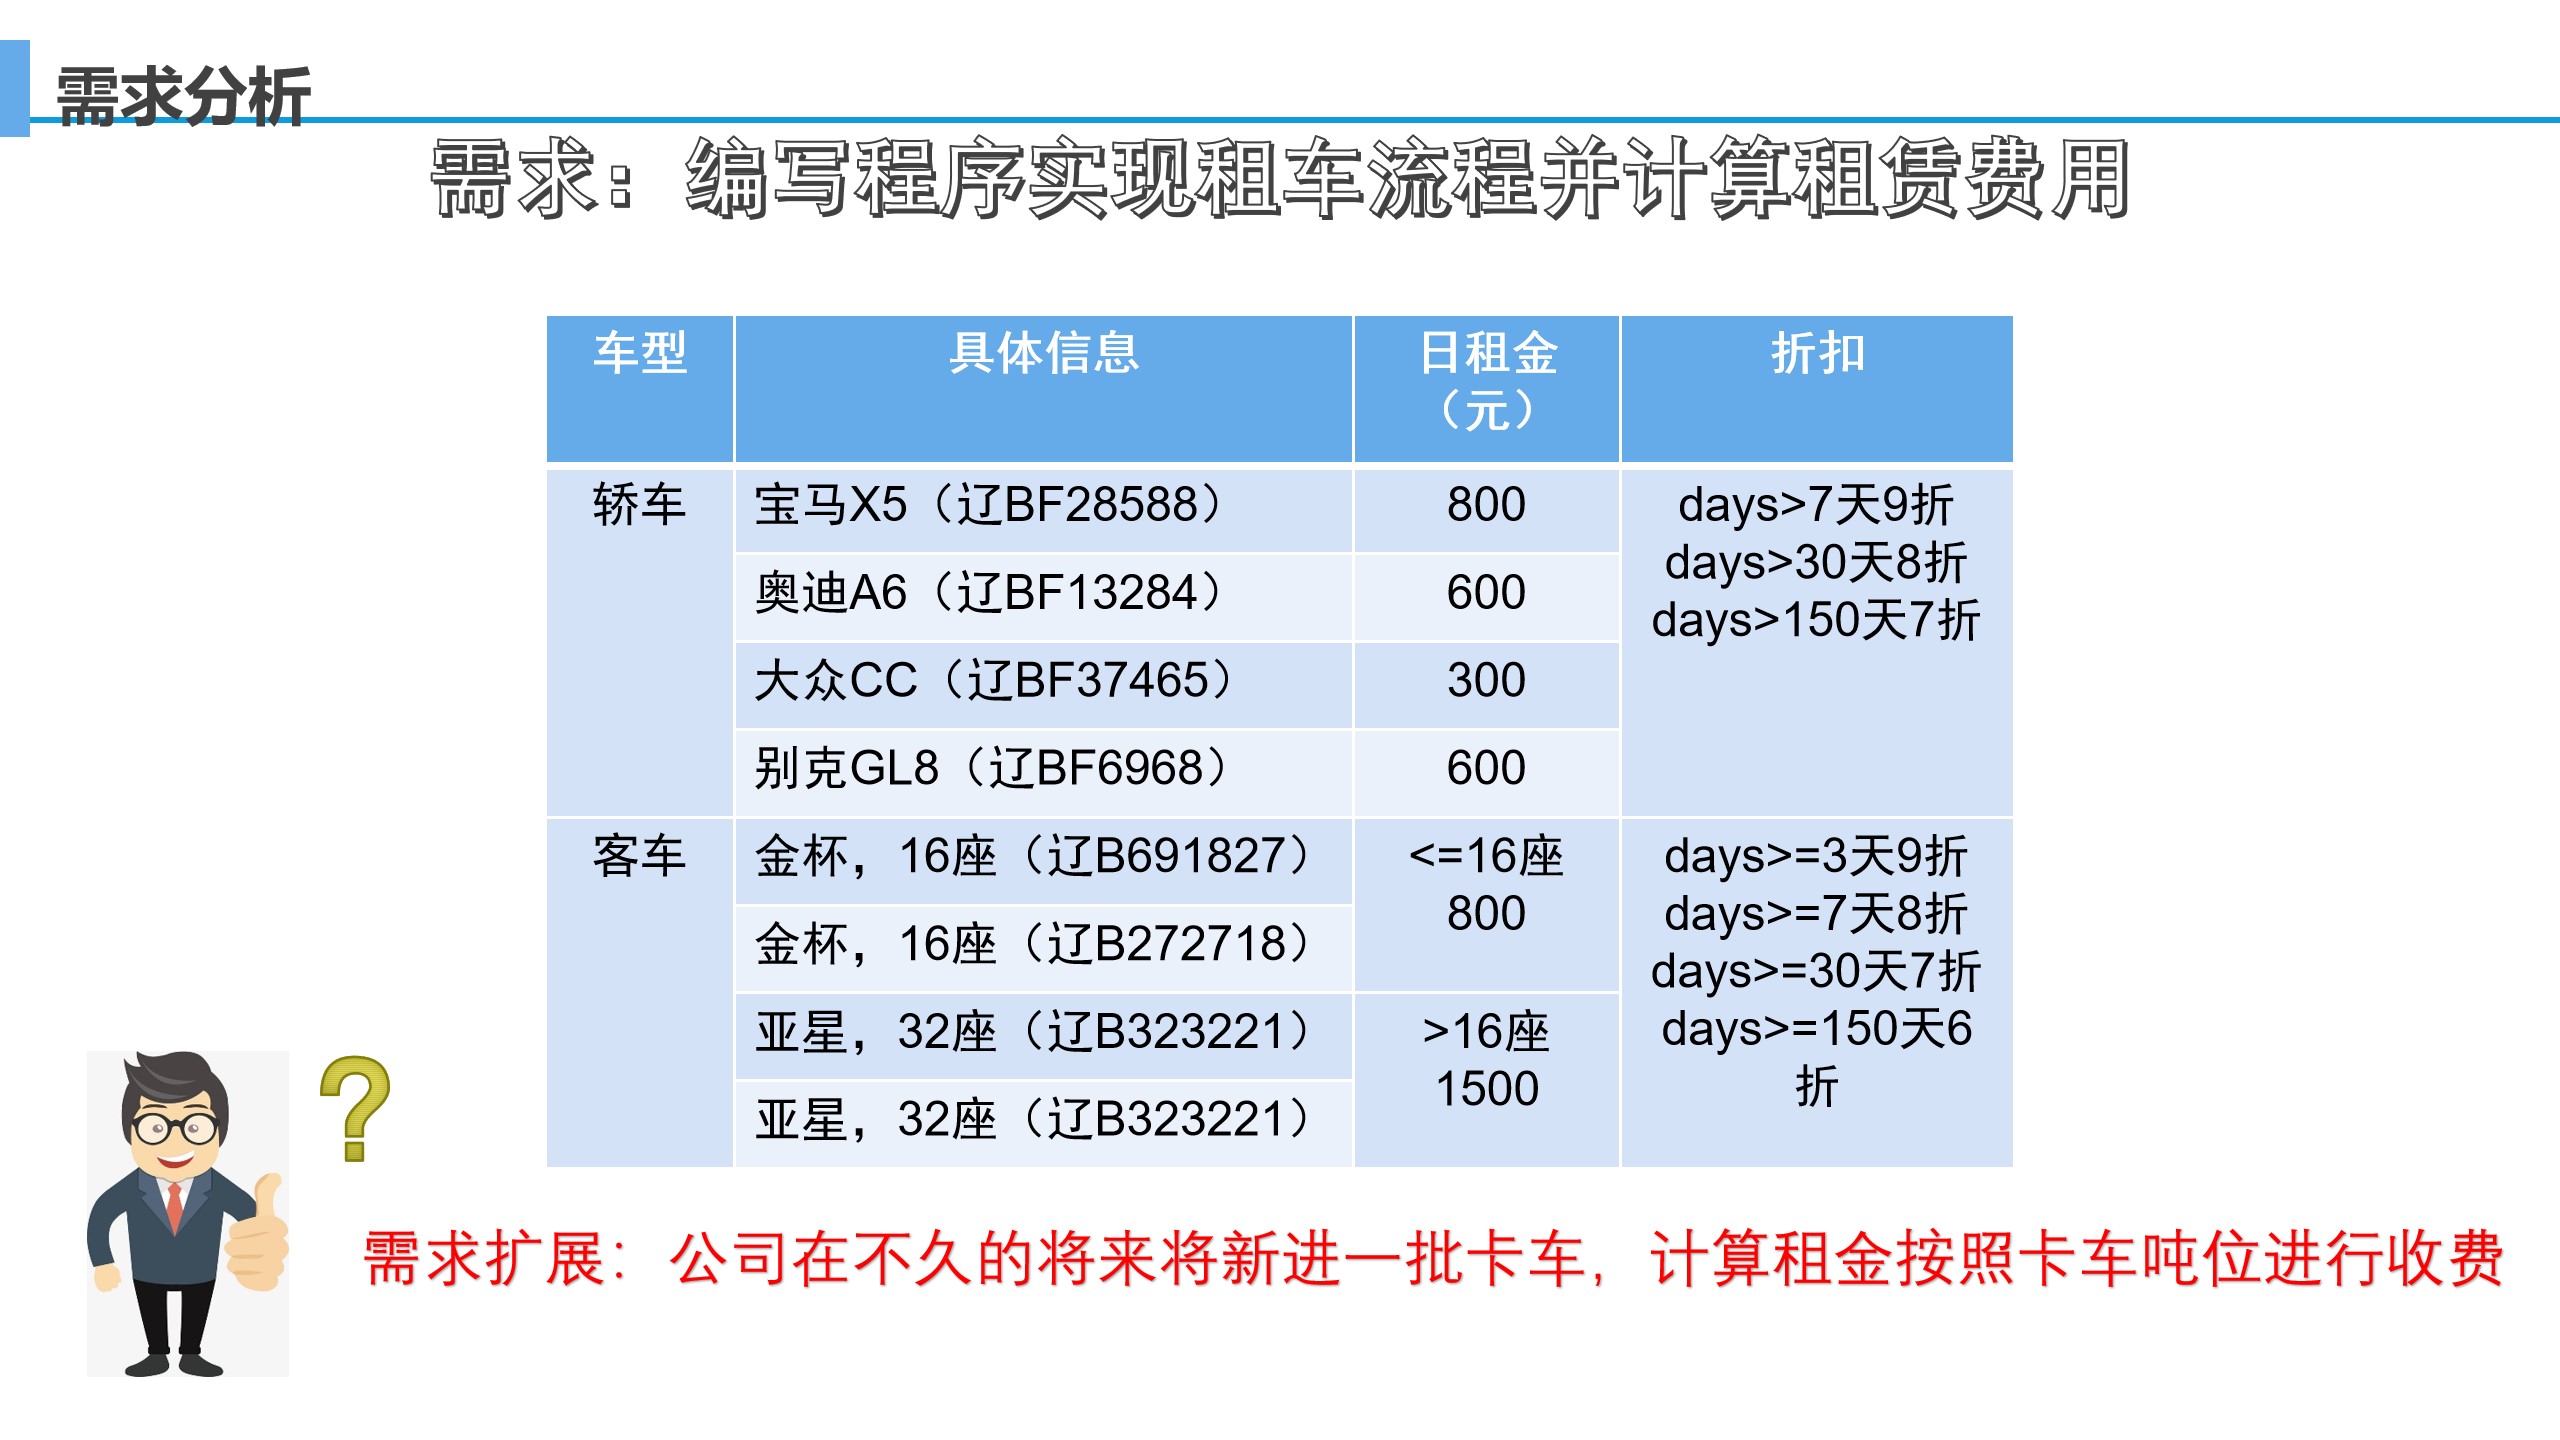 需求分析
需求：编写程序实现租车流程并计算租赁费用
车型
具体信息
日租金
（元）
折扣
轿车
宝马X5（辽BF28588）
800
days>7天9折
days>30天8折
days>150天7折
奥迪A6（辽BF13284）
600
大众CC（辽BF37465）
300
别克GL8（辽BF6968）
600
客车
金杯，16座（辽B691827）
<=16座
800
days>=3天9折
days>=7天8折
days>=30天7折
days>=150天6
折
金杯，16座（辽B272718）
亚星，32座（辽B323221）
>16座
1500
亚星，32座（辽B323221）
?
需求扩展：公司在不久的将来将新进一批卡车，计算租金按照卡车吨位进行收费